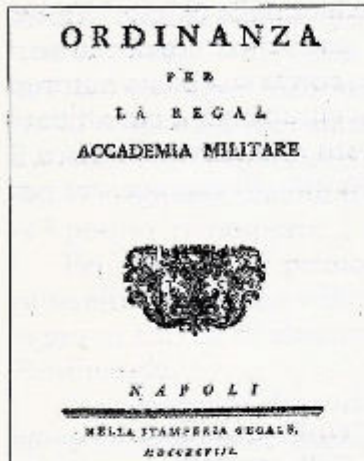 ORDINANZA
PER
LA REGAL
ACCADEMIA MILITARE
NAPOLI
NELLA STAMPERIA REGALE,